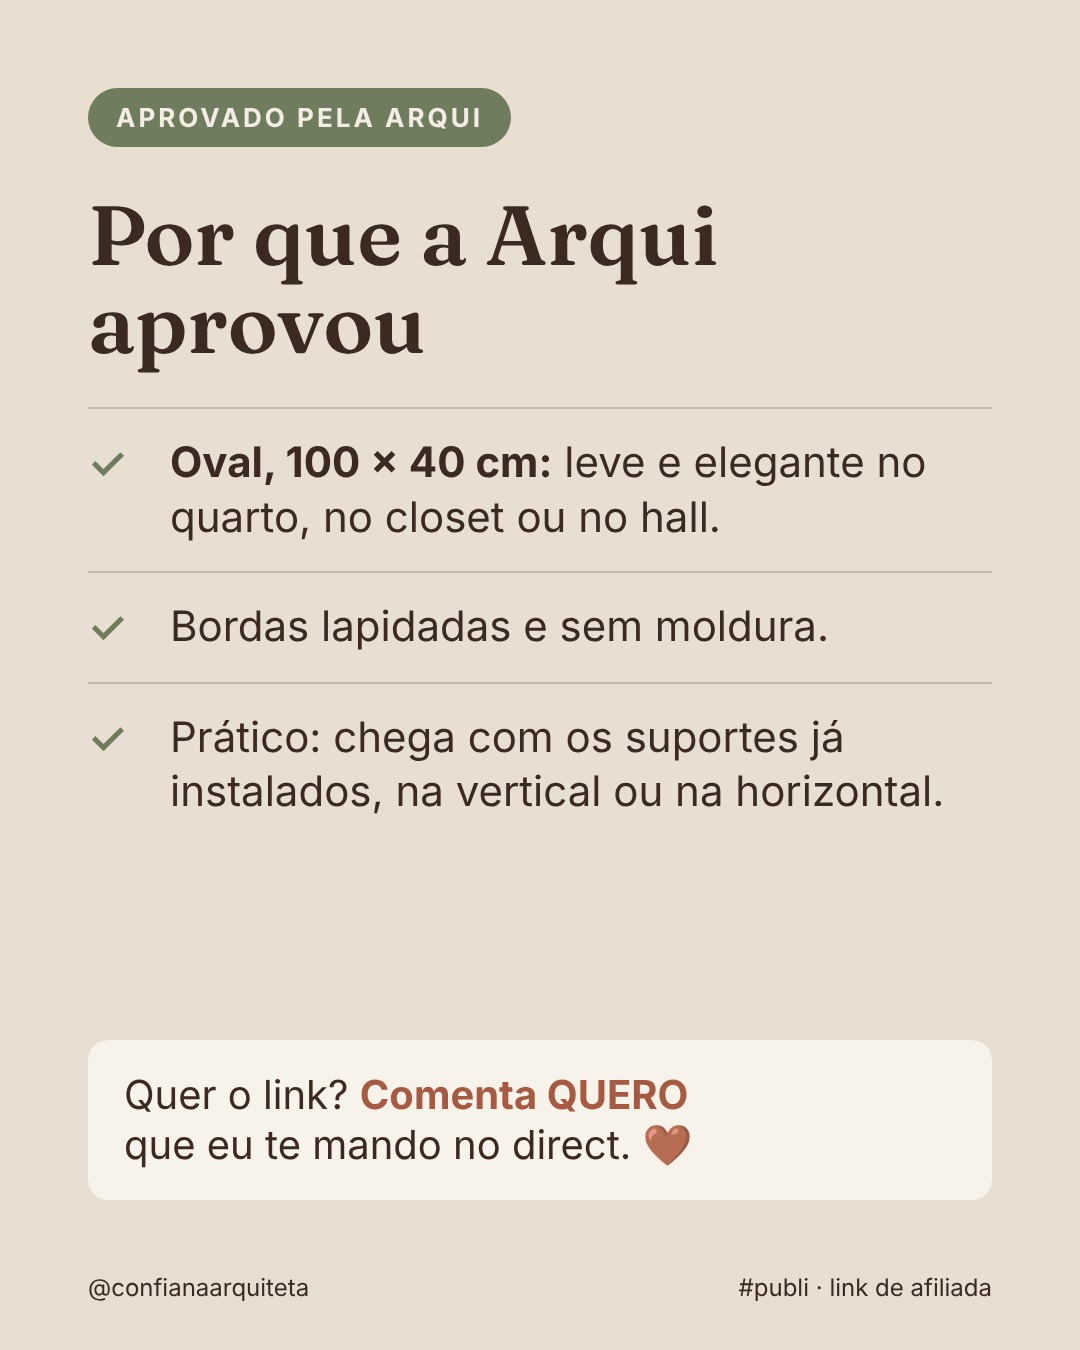 APROVADO PELA ARQUI
Por que a Arqui
aprovou
✓ Oval, 100 × 40 cm: leve e elegante no
quarto, no closet ou no hall.
✓ Bordas lapidadas e sem moldura.
✓ Prático: chega com os suportes já
instalados, na vertical ou na horizontal.
Quer o link? Comenta QUERO
que eu te mando no direct. 🤎
@confianaarquiteta
#publi · link de afiliada